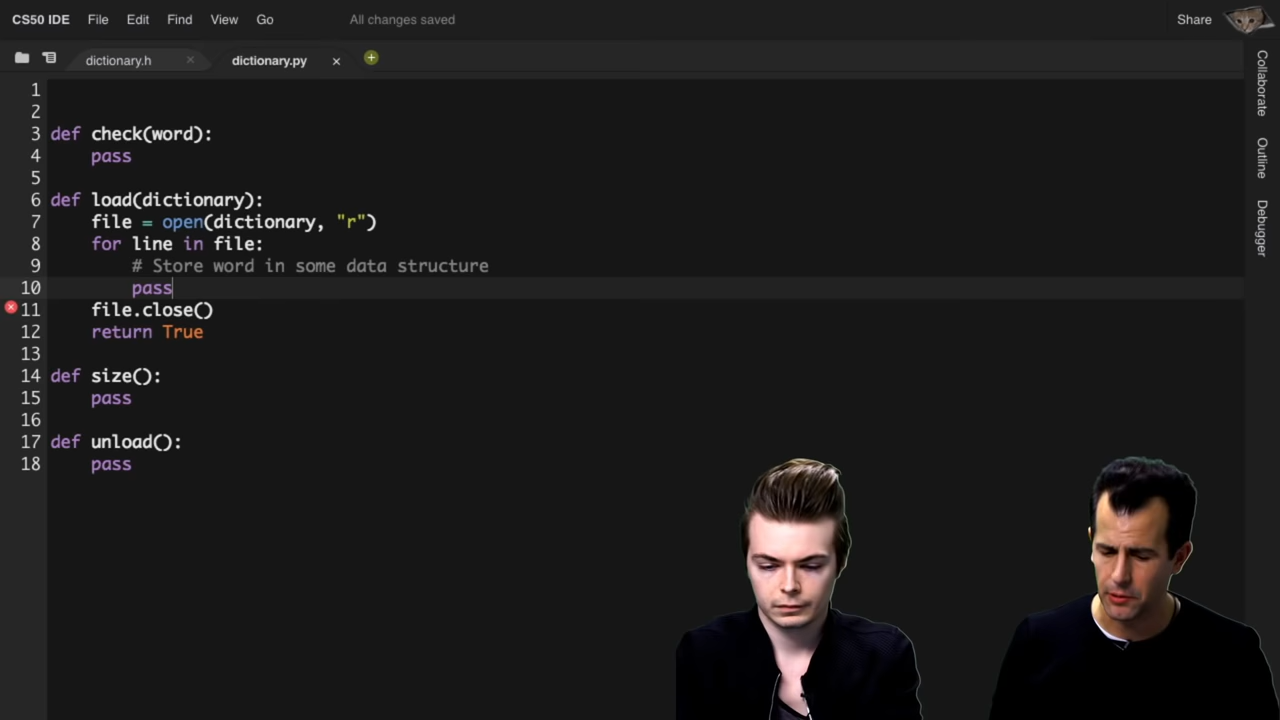 CS50 IDE File Edit Find View Go All changes saved Share
dictionary.h dictionary.py
Collaborate
Outline
Debugger
1
2
3 def check(word):
4 pass
5
6 def load(dictionary):
7 file = open(dictionary, "r")
8 for line in file:
9 # Store word in some data structure
10 pass
11 file.close()
12 return True
13
14 def size():
15 pass
16
17 def unload():
18 pass